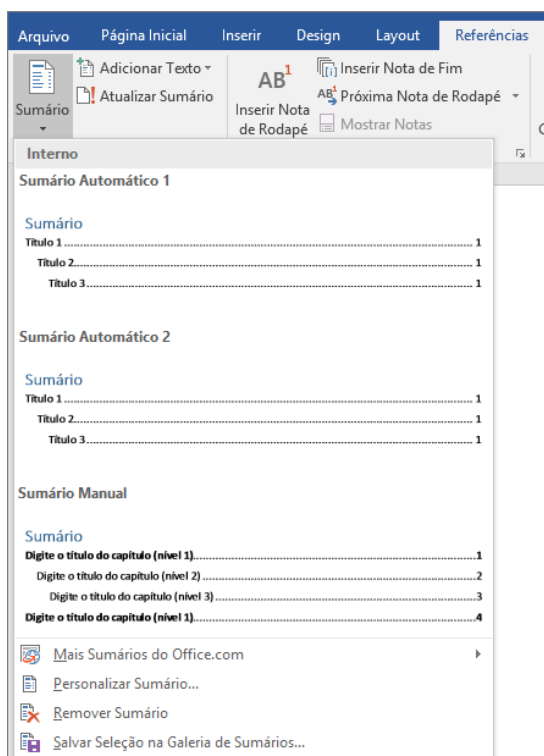 Arquivo Página Inicial Inserir Design Layout Referências
Sumário
Adicionar Texto
Atualizar Sumário
AB1
Inserir Nota de Rodapé
Inserir Nota de Fim
AB1 Próxima Nota de Rodapé
Mostrar Notas
Interno
Sumário Automático 1
Sumário
Título 1 1
Título 2 1
Título 3 1
Sumário Automático 2
Sumário
Título 1 1
Título 2 1
Título 3 1
Sumário Manual
Sumário
Digite o título do capítulo (nível 1) 1
Digite o título do capítulo (nível 2) 2
Digite o título do capítulo (nível 3) 3
Digite o título do capítulo (nível 1) 4
Mais Sumários do Office.com
Personalizar Sumário...
Remover Sumário
Salvar Seleção na Galeria de Sumários...